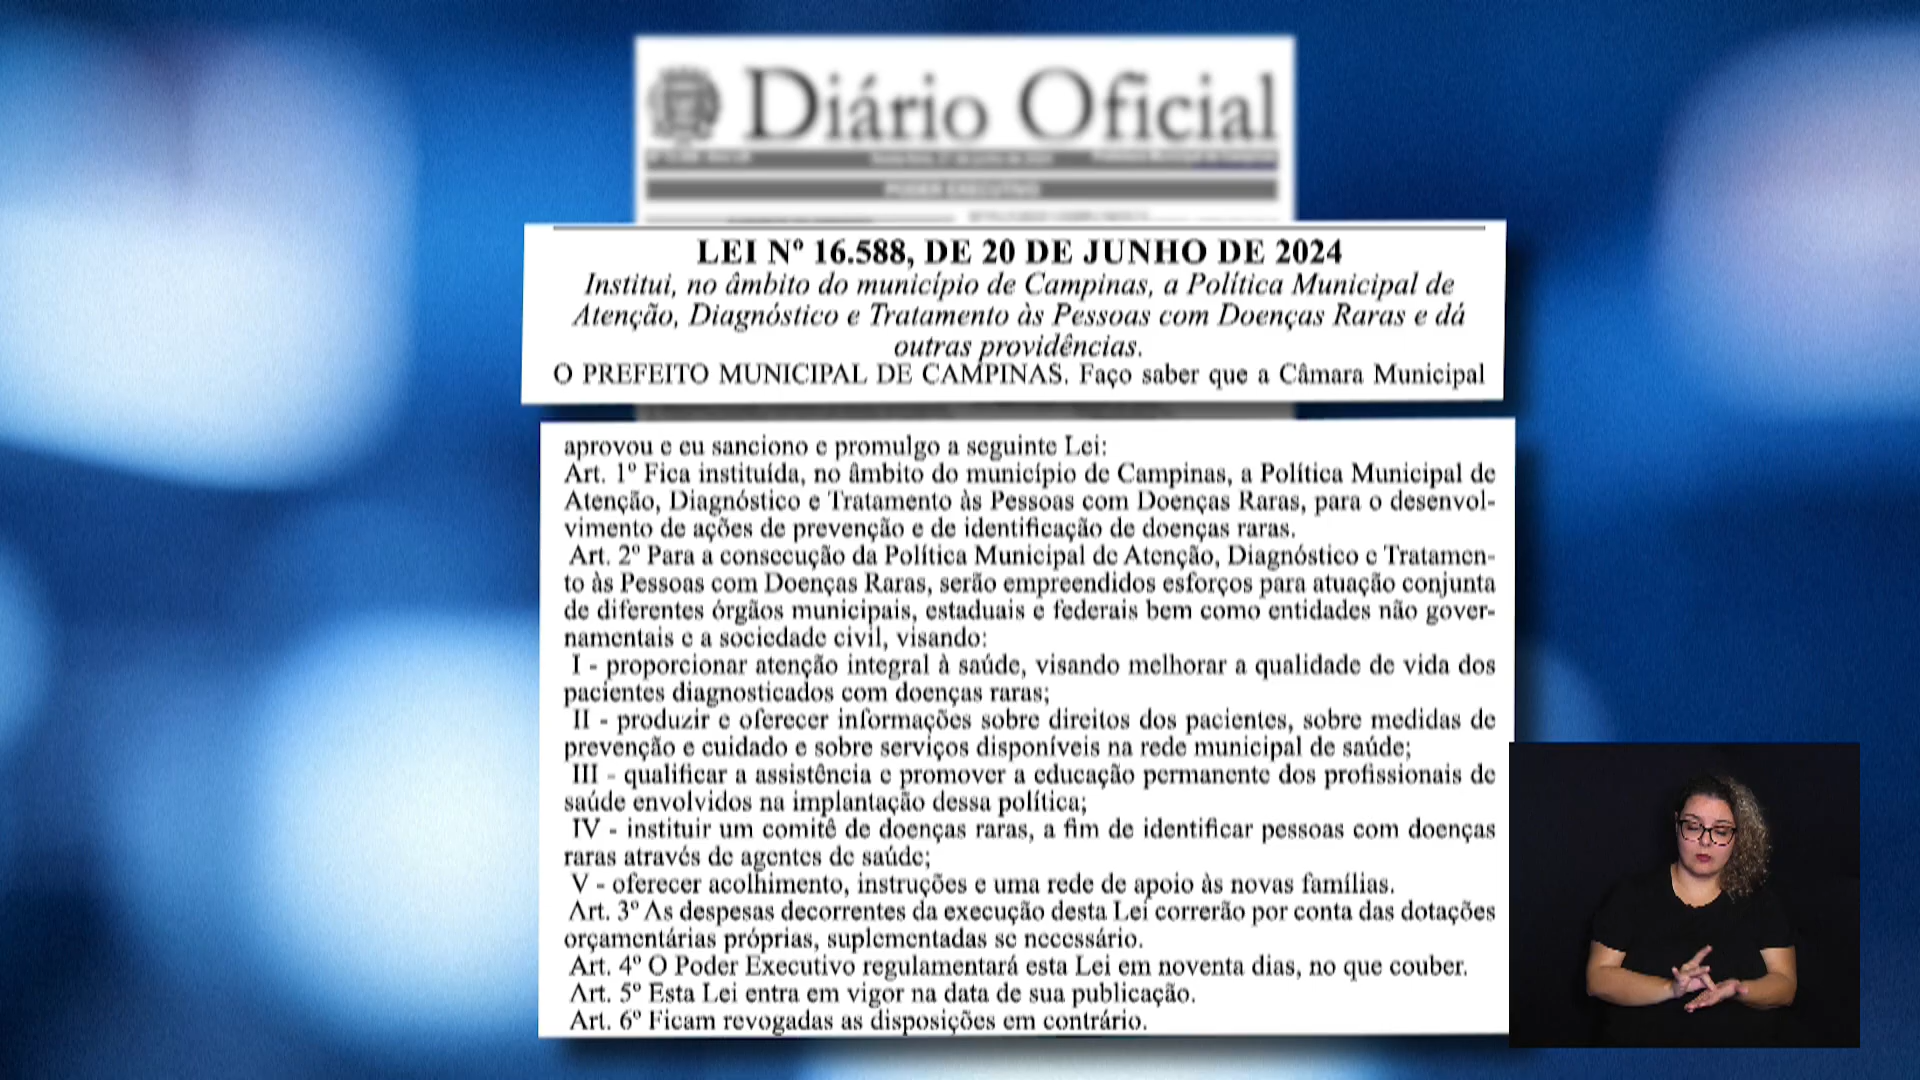 Diário Oficial
PODER EXECUTIVO
LEI Nº 16.588, DE 20 DE JUNHO DE 2024
Institui, no âmbito do município de Campinas, a Política Municipal de
Atenção, Diagnóstico e Tratamento às Pessoas com Doenças Raras e dá
outras providências.
O PREFEITO MUNICIPAL DE CAMPINAS. Faço saber que a Câmara Municipal
aprovou e eu sanciono e promulgo a seguinte Lei:
Art. 1º Fica instituída, no âmbito do município de Campinas, a Política Municipal de
Atenção, Diagnóstico e Tratamento às Pessoas com Doenças Raras, para o desenvol-
vimento de ações de prevenção e de identificação de doenças raras.
Art. 2º Para a consecução da Política Municipal de Atenção, Diagnóstico e Tratamen-
to às Pessoas com Doenças Raras, serão empreendidos esforços para atuação conjunta
de diferentes órgãos municipais, estaduais e federais bem como entidades não gover-
namentais e a sociedade civil, visando:
I - proporcionar atenção integral à saúde, visando melhorar a qualidade de vida dos
pacientes diagnosticados com doenças raras;
II - produzir e oferecer informações sobre direitos dos pacientes, sobre medidas de
prevenção e cuidado e sobre serviços disponíveis na rede municipal de saúde;
III - qualificar a assistência e promover a educação permanente dos profissionais de
saúde envolvidos na implantação dessa política;
IV - instituir um comitê de doenças raras, a fim de identificar pessoas com doenças
raras através de agentes de saúde;
V - oferecer acolhimento, instruções e uma rede de apoio às novas famílias.
Art. 3º As despesas decorrentes da execução desta Lei correrão por conta das dotações
orçamentárias próprias, suplementadas se necessário.
Art. 4º O Poder Executivo regulamentará esta Lei em noventa dias, no que couber.
Art. 5º Esta Lei entra em vigor na data de sua publicação.
Art. 6º Ficam revogadas as disposições em contrário.